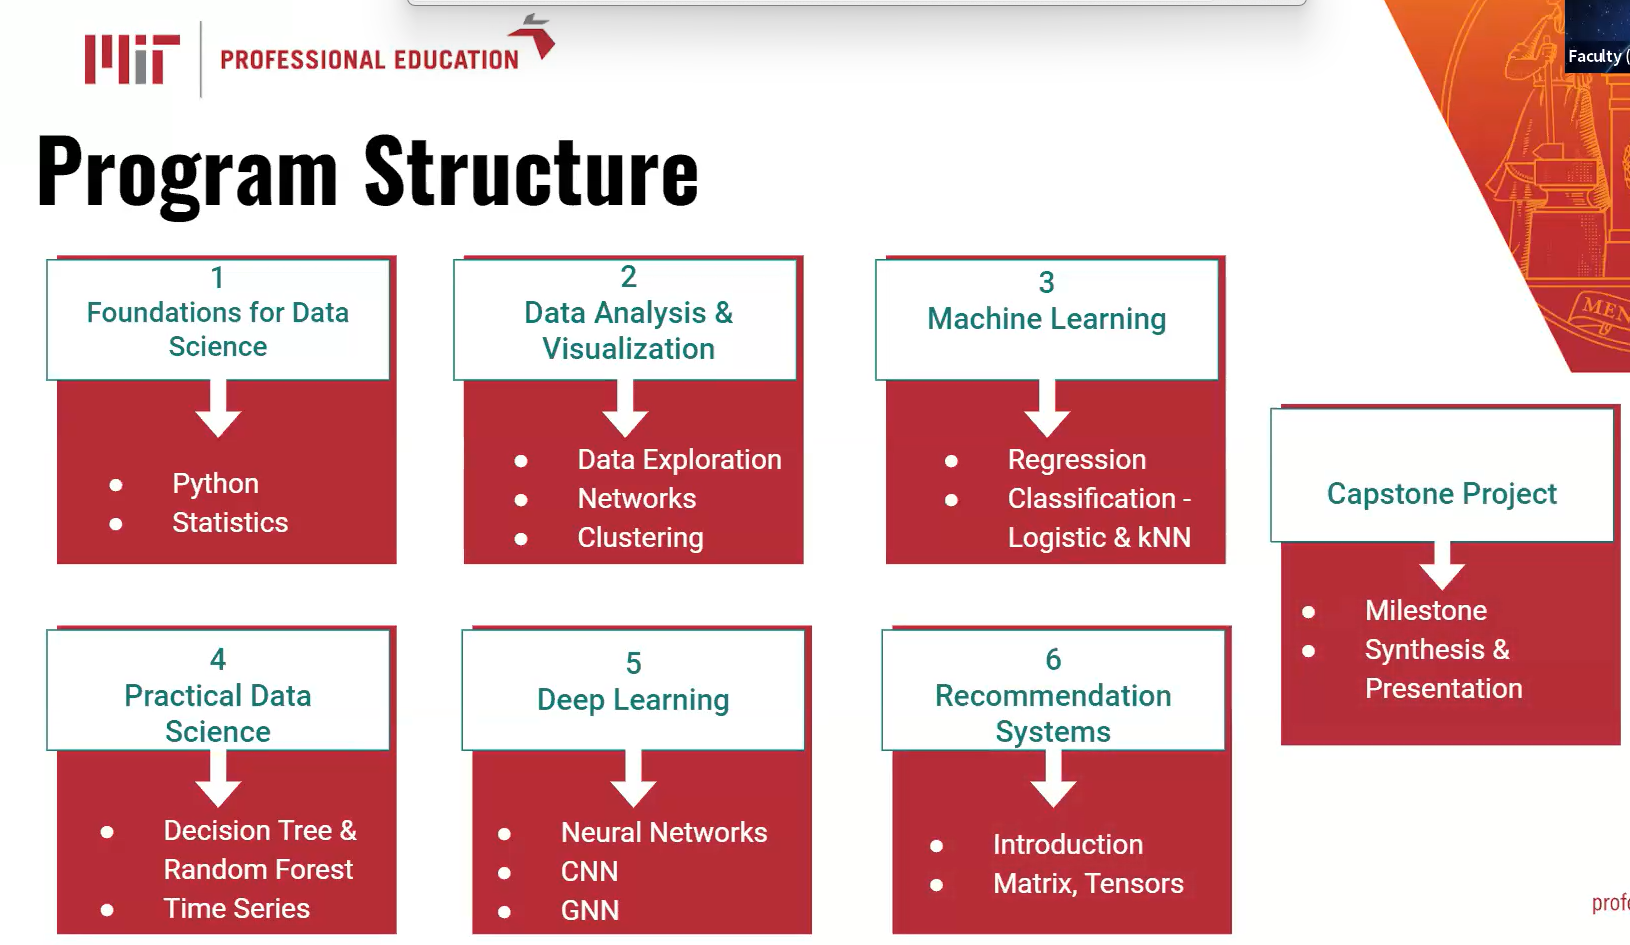 MIT
PROFESSIONAL EDUCATION
Faculty (
Program Structure
1
Foundations for Data
Science
● Python
● Statistics
2
Data Analysis &
Visualization
● Data Exploration
● Networks
● Clustering
3
Machine Learning
● Regression
● Classification -
Logistic & kNN
4
Practical Data
Science
● Decision Tree &
Random Forest
● Time Series
5
Deep Learning
● Neural Networks
● CNN
● GNN
6
Recommendation
Systems
● Introduction
● Matrix, Tensors
Capstone Project
● Milestone
● Synthesis &
Presentation
MEN